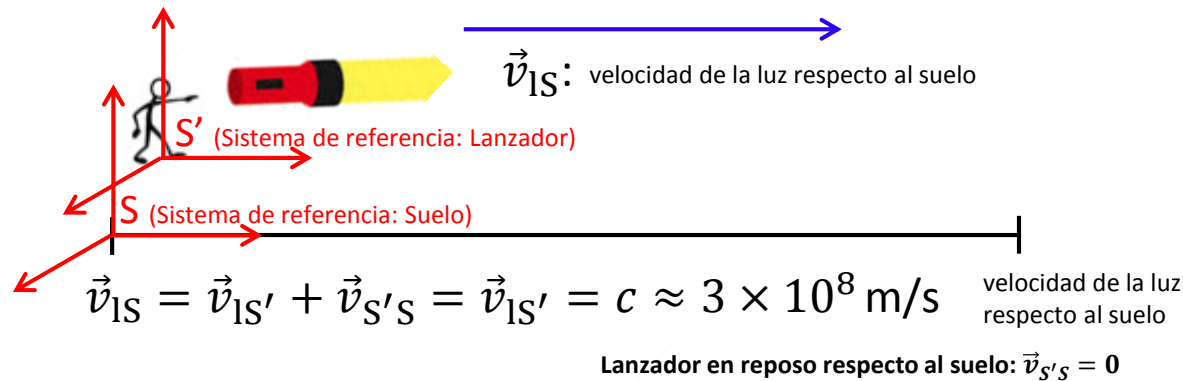 v⃗lS: velocidad de la luz respecto al suelo
S’ (Sistema de referencia: Lanzador)
S (Sistema de referencia: Suelo)
v⃗lS = v⃗lS′ + v⃗S′S = v⃗lS′ = c ≈ 3 × 10⁸ m/s
velocidad de la luz
respecto al suelo
Lanzador en reposo respecto al suelo: v⃗S′S = 0